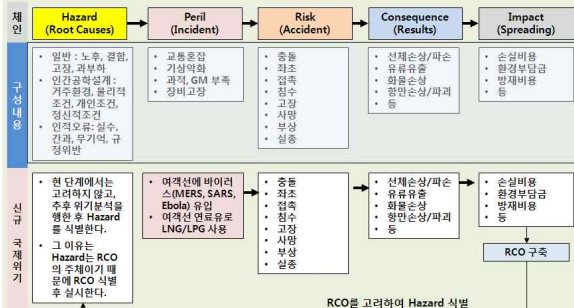 체인
Hazard
(Root Causes)
Peril
(Incident)
Risk
(Accident)
Consequence
(Results)
Impact
(Spreading)
구성내용
• 일반 : 노후, 결함,
고장, 과부하
• 인간공학설계 :
거주환경, 물리적
조건, 개인조건,
정신적조건
• 인적오류: 실수,
간과, 무기억, 규
정위반
• 교통혼잡
• 기상악화
• 과적, GM 부족
• 장비고장
• 충돌
• 좌초
• 접촉
• 침수
• 고장
• 사망
• 부상
• 실종
• 선체손상/파손
• 유류유출
• 화물손상
• 항만손상/파괴
• 등
• 손실비용
• 환경부담금
• 방재비용
• 등
신규 국제위기
• 현 단계에서는
고려하지 않고,
추후 위기분석을
행한 후 Hazard
를 식별한다.
• 그 이유는
Hazard는 RCO
의 주체이기 때
문에 RCO 식별
후 실시한다.
• 여객선에 바이러
스(MERS, SARS,
Ebola) 유입
• 여객선 연료유로
LNG/LPG 사용
• 충돌
• 좌초
• 접촉
• 침수
• 고장
• 사망
• 부상
• 실종
• 선체손상/파손
• 유류유출
• 화물손상
• 항만손상/파괴
• 등
• 손실비용
• 환경부담금
• 방재비용
• 등
RCO 구축
RCO를 고려하여 Hazard 식별